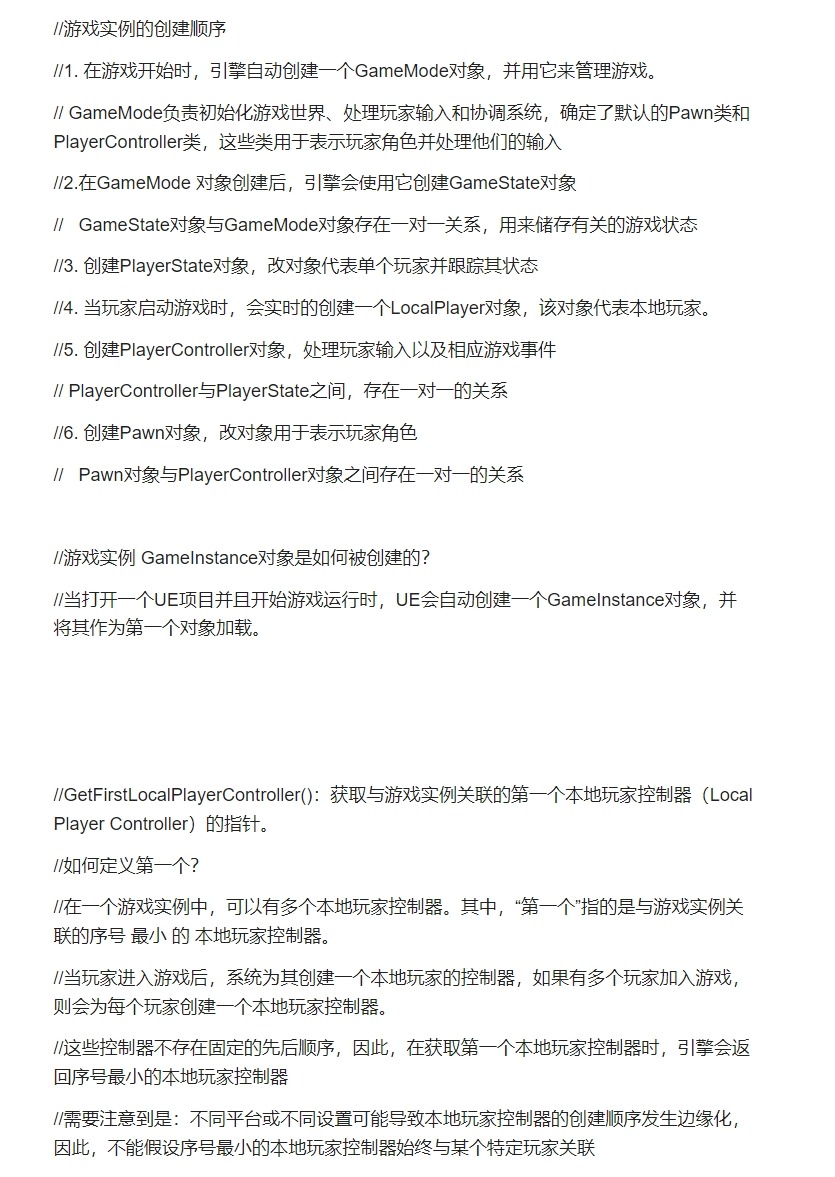 //游戏实例的创建顺序
//1. 在游戏开始时，引擎自动创建一个GameMode对象，并用它来管理游戏。
// GameMode负责初始化游戏世界、处理玩家输入和协调系统，确定了默认的Pawn类和
PlayerController类，这些类用于表示玩家角色并处理他们的输入
//2.在GameMode 对象创建后，引擎会使用它创建GameState对象
//   GameState对象与GameMode对象存在一对一关系，用来储存有关的游戏状态
//3. 创建PlayerState对象，改对象代表单个玩家并跟踪其状态
//4. 当玩家启动游戏时，会实时的创建一个LocalPlayer对象，该对象代表本地玩家。
//5. 创建PlayerController对象，处理玩家输入以及相应游戏事件
// PlayerController与PlayerState之间，存在一对一的关系
//6. 创建Pawn对象，改对象用于表示玩家角色
//   Pawn对象与PlayerController对象之间存在一对一的关系
//游戏实例 GameInstance对象是如何被创建的？
//当打开一个UE项目并且开始游戏运行时，UE会自动创建一个GameInstance对象，并
将其作为第一个对象加载。
//GetFirstLocalPlayerController()：获取与游戏实例关联的第一个本地玩家控制器（Local
Player Controller）的指针。
//如何定义第一个？
//在一个游戏实例中，可以有多个本地玩家控制器。其中，“第一个”指的是与游戏实例关
联的序号 最小 的 本地玩家控制器。
//当玩家进入游戏后，系统为其创建一个本地玩家的控制器，如果有多个玩家加入游戏，
则会为每个玩家创建一个本地玩家控制器。
//这些控制器不存在固定的先后顺序，因此，在获取第一个本地玩家控制器时，引擎会返
回序号最小的本地玩家控制器
//需要注意到是：不同平台或不同设置可能导致本地玩家控制器的创建顺序发生边缘化，
因此，不能假设序号最小的本地玩家控制器始终与某个特定玩家关联